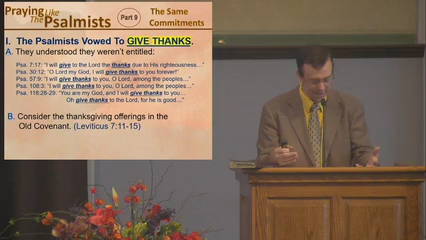 Praying Like The Psalmists
Part 9
The Same Commitments
I. The Psalmists Vowed To GIVE THANKS.
A. They understood they weren't entitled:
Psa. 7:17: "I will give to the Lord the thanks due to His righteousness…"
Psa. 30:12: "O Lord my God, I will give thanks to you forever!"
Psa. 57:9: "I will give thanks to you, O Lord, among the peoples…"
Psa. 108:3: "I will give thanks to you, O Lord, among the peoples…"
Psa. 118:28-29: "You are my God, and I will give thanks to you…
Oh give thanks to the Lord, for he is good…"
B. Consider the thanksgiving offerings in
the Old Covenant. (Leviticus 7:11-15)